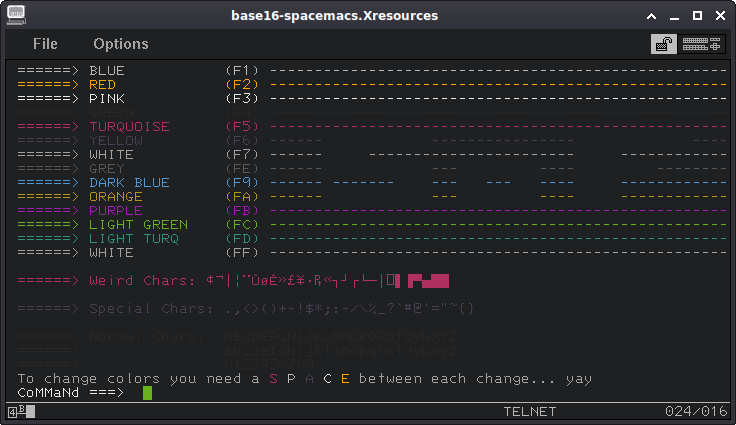 base16-spacemacs.Xresources
File Options
======> BLUE (F1) ----------------------------------------------------
======> RED (F2) ----------------------------------------------------
======> PINK (F3) ----------------------------------------------------
======> TURQUOISE (F5) ----------------------------------------------------
======> YELLOW (F6) ------ --- ------------- ----
======> WHITE (F7) ------ ------------------- ------------
======> GREY (FE) ------ --- ------------- ------------
======> DARK BLUE (F9) ------ ------- --- --- ---- ------------
======> ORANGE (FA) ------ --- ------------- ------------
======> PURPLE (FB) ----------------------------------------------------
======> LIGHT GREEN (FC) ----------------------------------------------------
======> LIGHT TURQ (FD) ----------------------------------------------------
======> WHITE (FF)
======> Weird Chars: ¢¬|¦¨ÛøÈ»£¥·₧«┐┘┌└─│
======> Special Chars: .,<>()+-!$*;:-/\%_?`#@'="~{}
======> Normal Chars: ABCDEFGHIJKLMNOPQRSTUVWXYZ
======> abcdefghijklmnopqrstuvwxyz
To change colors you need a S P A C E between each change... yay
CoMMaNd ===>
4 B TELNET 024/016